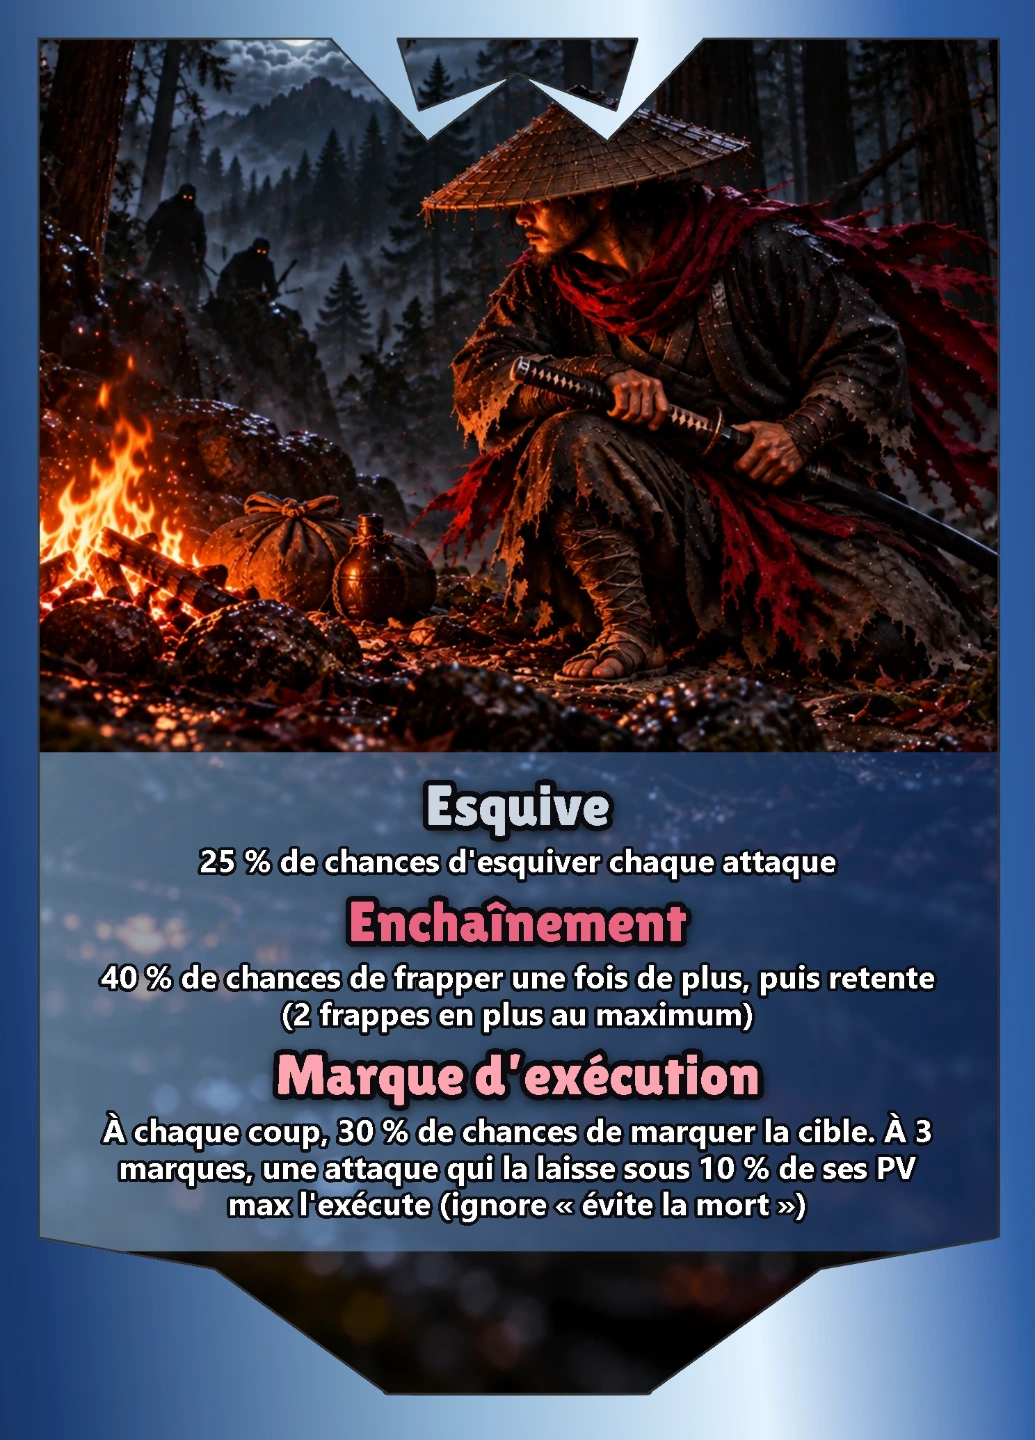 Esquive
25 % de chances d'esquiver chaque attaque
Enchaînement
40 % de chances de frapper une fois de plus, puis retente
(2 frappes en plus au maximum)
Marque d'exécution
À chaque coup, 30 % de chances de marquer la cible. À 3
marques, une attaque qui la laisse sous 10 % de ses PV
max l'exécute (ignore « évite la mort »)